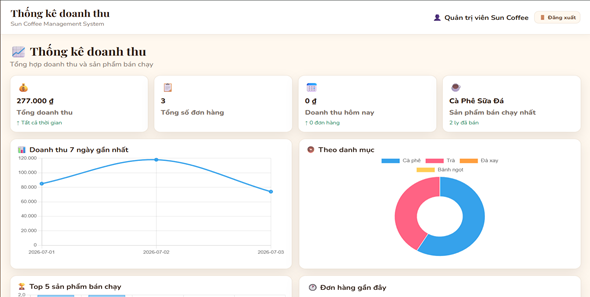 Thống kê doanh thu
Sun Coffee Management System
Quản trị viên Sun Coffee
Đăng xuất
Thống kê doanh thu
Tổng hợp doanh thu và sản phẩm bán chạy
277.000 ₫
Tổng doanh thu
↑ Tất cả thời gian
3
Tổng số đơn hàng
0 ₫
Doanh thu hôm nay
↑ 0 đơn hàng
Cà Phê Sữa Đá
Sản phẩm bán chạy nhất
2 ly đã bán
Doanh thu 7 ngày gần nhất
120.000
100.000
80.000
60.000
40.000
20.000
0
2026-07-01
2026-07-02
2026-07-03
Theo danh mục
Cà phê
Trà
Đá xay
Bánh ngọt
Top 5 sản phẩm bán chạy
2.0
Đơn hàng gần đây